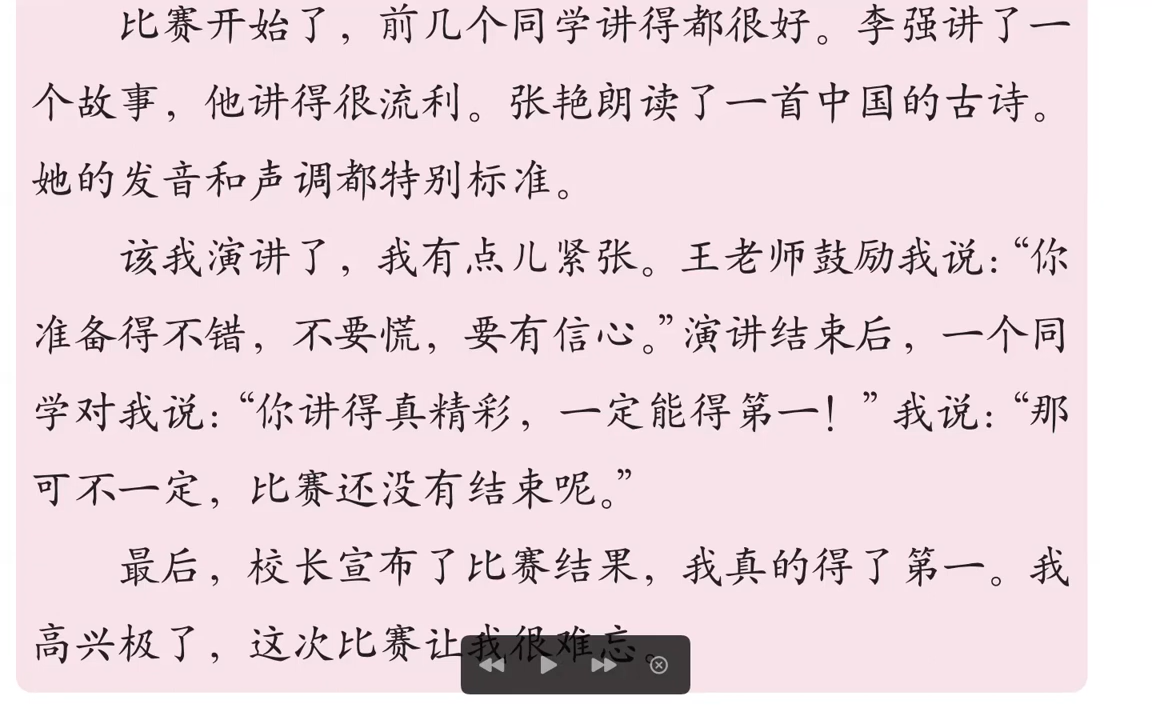 比赛开始了，前几个同学讲得都很好。李强讲了一
个故事，他讲得很流利。张艳朗读了一首中国的古诗。
她的发音和声调都特别标准。
该我演讲了，我有点儿紧张。王老师鼓励我说：“你
准备得不错，不要慌，要有信心。”演讲结束后，一个同
学对我说：“你讲得真精彩，一定能得第一！”我说：“那
可不一定，比赛还没有结束呢。”
最后，校长宣布了比赛结果，我真的得了第一。我
高兴极了，这次比赛让我很难忘。